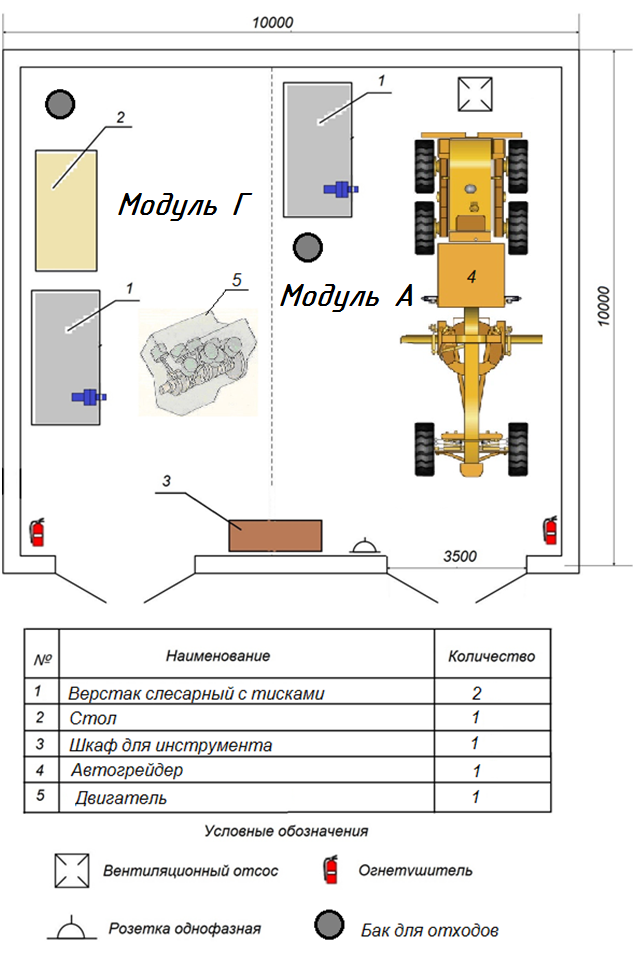 10000
1
2
Модуль Г
Модуль А
4
5
1
10000
3
3500
№ Наименование Количество
1 Верстак слесарный с тисками 2
2 Стол 1
3 Шкаф для инструмента 1
4 Автогрейдер 1
5 Двигатель 1
Условные обозначения
Вентиляционный отсос Огнетушитель
Розетка однофазная Бак для отходов